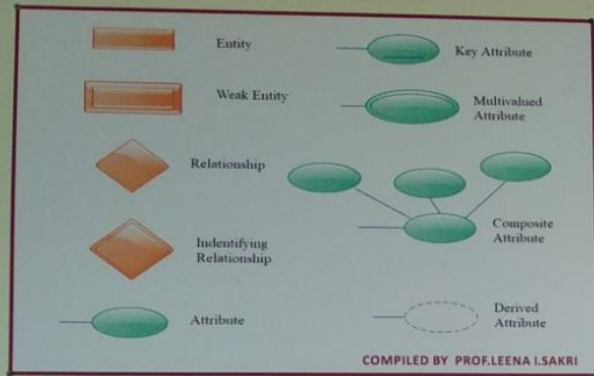 Entity
Key Attribute
Weak Entity
Multivalued
Attribute
Relationship
Composite
Attribute
Indentifying
Relationship
Attribute
Derived
Attribute
COMPILED BY PROF.LEENA I.SAKRI